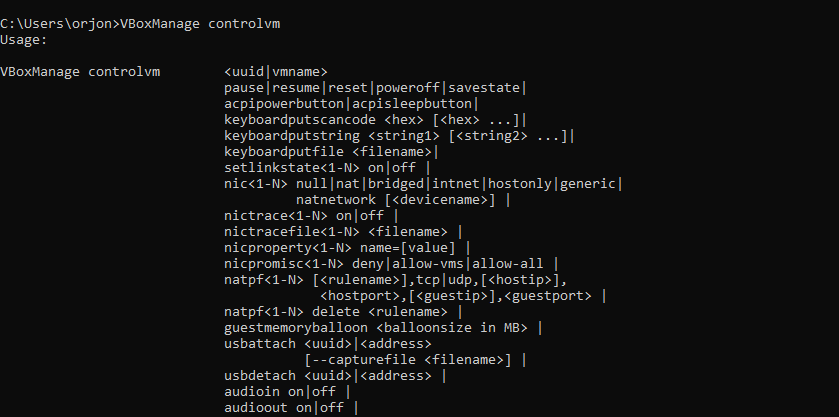 C:\Users\orjon>VBoxManage controlvm
Usage:
VBoxManage controlvm <uuid|vmname>
pause|resume|reset|poweroff|savestate|
acpipowerbutton|acpisleepbutton|
keyboardputscancode <hex> [<hex> ...]|
keyboardputstring <string1> [<string2> ...]|
keyboardputfile <filename>|
setlinkstate<1-N> on|off |
nic<1-N> null|nat|bridged|intnet|hostonly|generic|
natnetwork [<devicename>] |
nictrace<1-N> on|off |
nictracefile<1-N> <filename> |
nicproperty<1-N> name=[value] |
nicpromisc<1-N> deny|allow-vms|allow-all |
natpf<1-N> [<rulename>],tcp|udp,[<hostip>],
<hostport>,[<guestip>],<guestport> |
natpf<1-N> delete <rulename> |
guestmemoryballoon <balloonsize in MB> |
usbattach <uuid>|<address>
[--capturefile <filename>] |
usbdetach <uuid>|<address> |
audioin on|off |
audioout on|off |